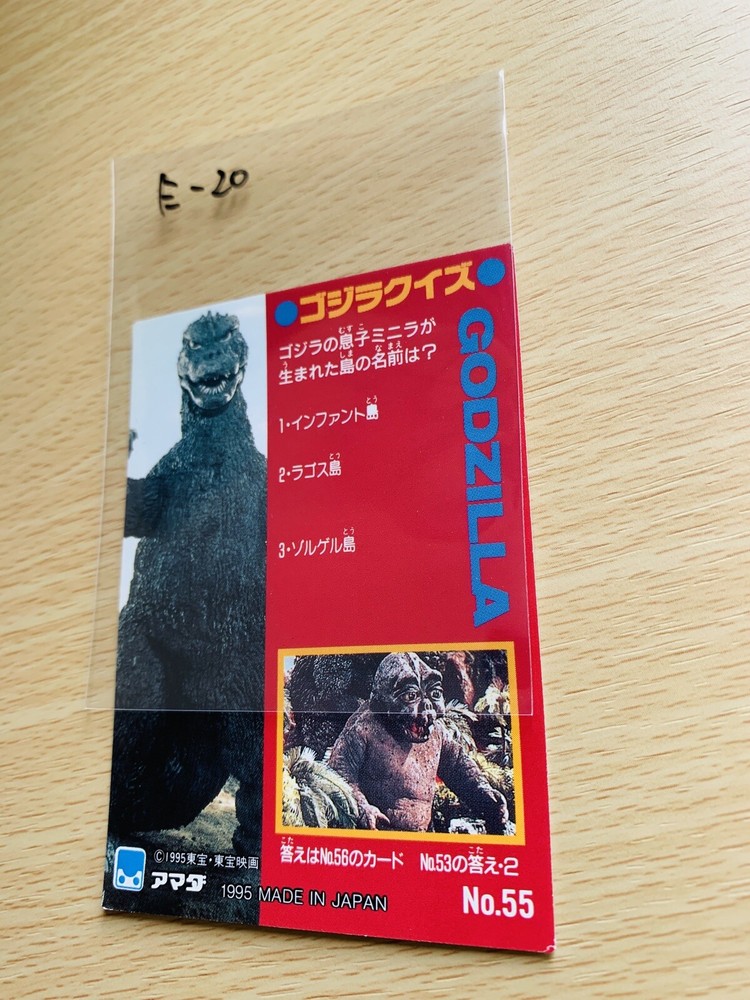 E-20
●ゴジラクイズ●
ゴジラの息子ミニラが
生まれた島の名前は？
1・インファント島
2・ラゴス島
3・ゾルゲル島
GODZILLA
答えはNo.56のカード No.53の答え・2
©1995東宝・東宝映画
アマダ 1995 MADE IN JAPAN
No.55